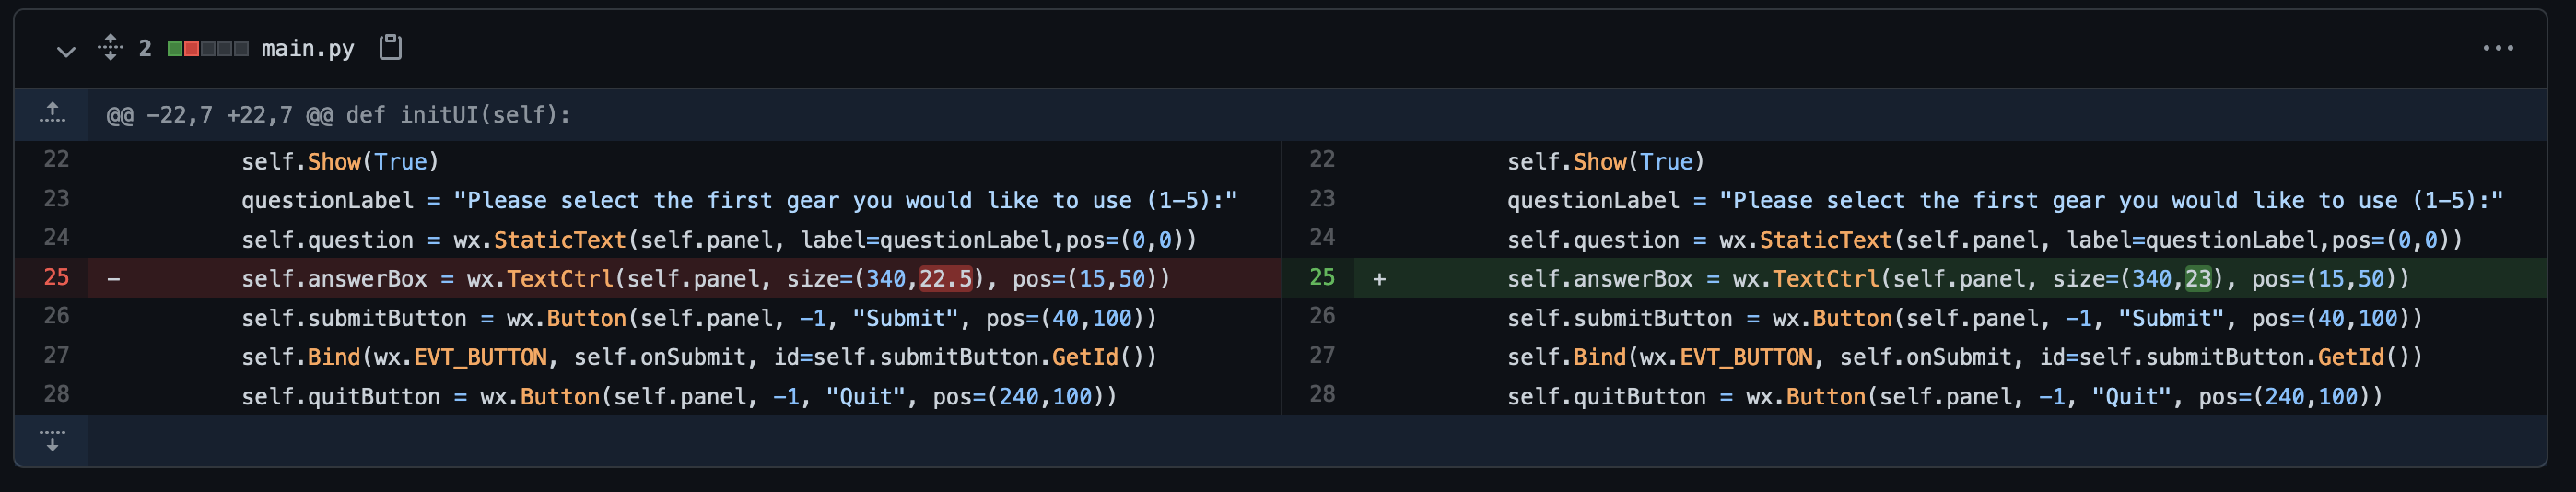 2 main.py
@@ -22,7 +22,7 @@ def initUI(self):
22 self.Show(True)
23 questionLabel = "Please select the first gear you would like to use (1-5):"
24 self.question = wx.StaticText(self.panel, label=questionLabel,pos=(0,0))
25 - self.answerBox = wx.TextCtrl(self.panel, size=(340,22.5), pos=(15,50))
26 self.submitButton = wx.Button(self.panel, -1, "Submit", pos=(40,100))
27 self.Bind(wx.EVT_BUTTON, self.onSubmit, id=self.submitButton.GetId())
28 self.quitButton = wx.Button(self.panel, -1, "Quit", pos=(240,100))
22 self.Show(True)
23 questionLabel = "Please select the first gear you would like to use (1-5):"
24 self.question = wx.StaticText(self.panel, label=questionLabel,pos=(0,0))
25 + self.answerBox = wx.TextCtrl(self.panel, size=(340,23), pos=(15,50))
26 self.submitButton = wx.Button(self.panel, -1, "Submit", pos=(40,100))
27 self.Bind(wx.EVT_BUTTON, self.onSubmit, id=self.submitButton.GetId())
28 self.quitButton = wx.Button(self.panel, -1, "Quit", pos=(240,100))